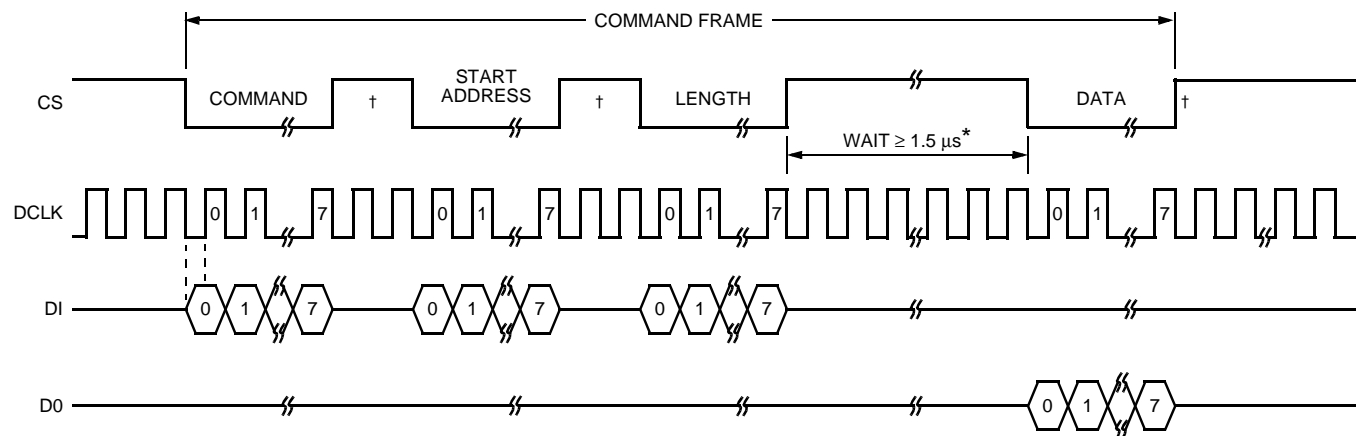 COMMAND FRAME
CS
COMMAND
†
START
ADDRESS
†
LENGTH
DATA
†
WAIT ≥ 1.5 μs*
DCLK
0 1 7 0 1 7 0 1 7 0 1 7
DI
0 1 7 0 1 7 0 1 7
D0
0 1 7